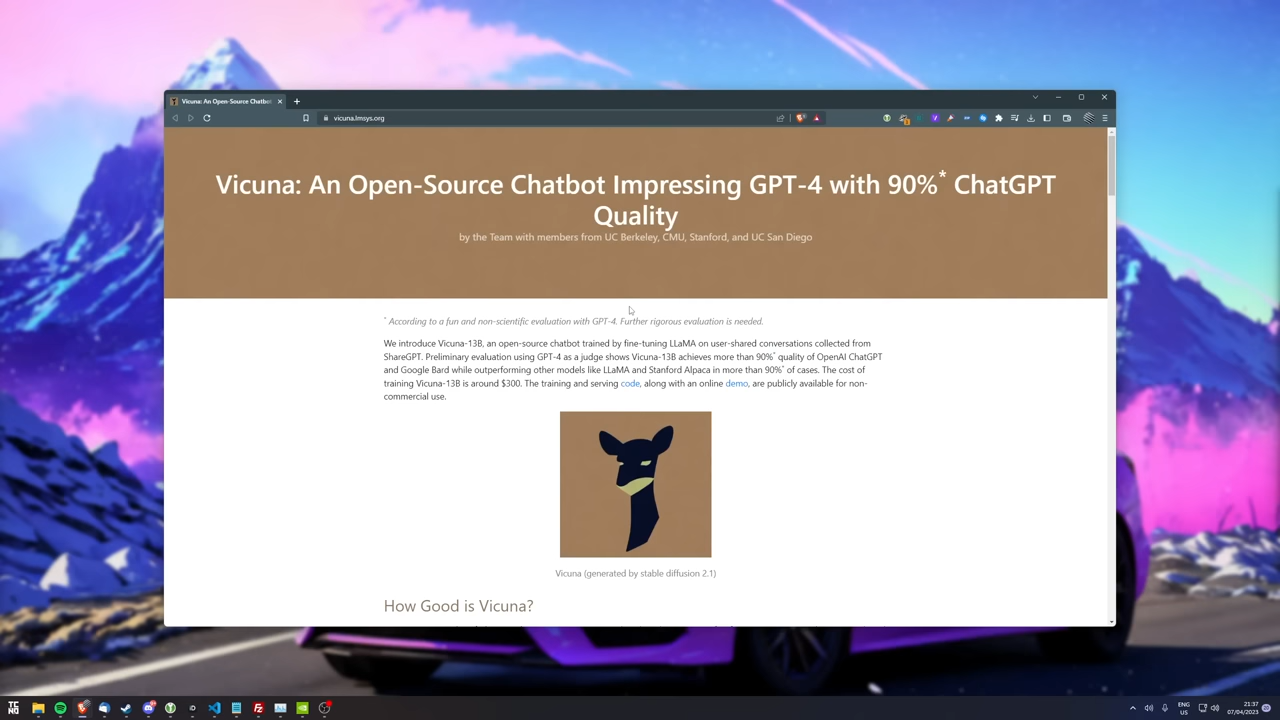 Vicuna: An Open-Source Chatbot
vicuna.lmsys.org
Vicuna: An Open-Source Chatbot Impressing GPT-4 with 90%* ChatGPT
Quality
by the Team with members from UC Berkeley, CMU, Stanford, and UC San Diego
* According to a fun and non-scientific evaluation with GPT-4. Further rigorous evaluation is needed.
We introduce Vicuna-13B, an open-source chatbot trained by fine-tuning LLaMA on user-shared conversations collected from
ShareGPT. Preliminary evaluation using GPT-4 as a judge shows Vicuna-13B achieves more than 90%* quality of OpenAI ChatGPT
and Google Bard while outperforming other models like LLaMA and Stanford Alpaca in more than 90%* of cases. The cost of
training Vicuna-13B is around $300. The training and serving code, along with an online demo, are publicly available for non-
commercial use.
Vicuna (generated by stable diffusion 2.1)
How Good is Vicuna?
ENG
US
21:37
07/04/2023